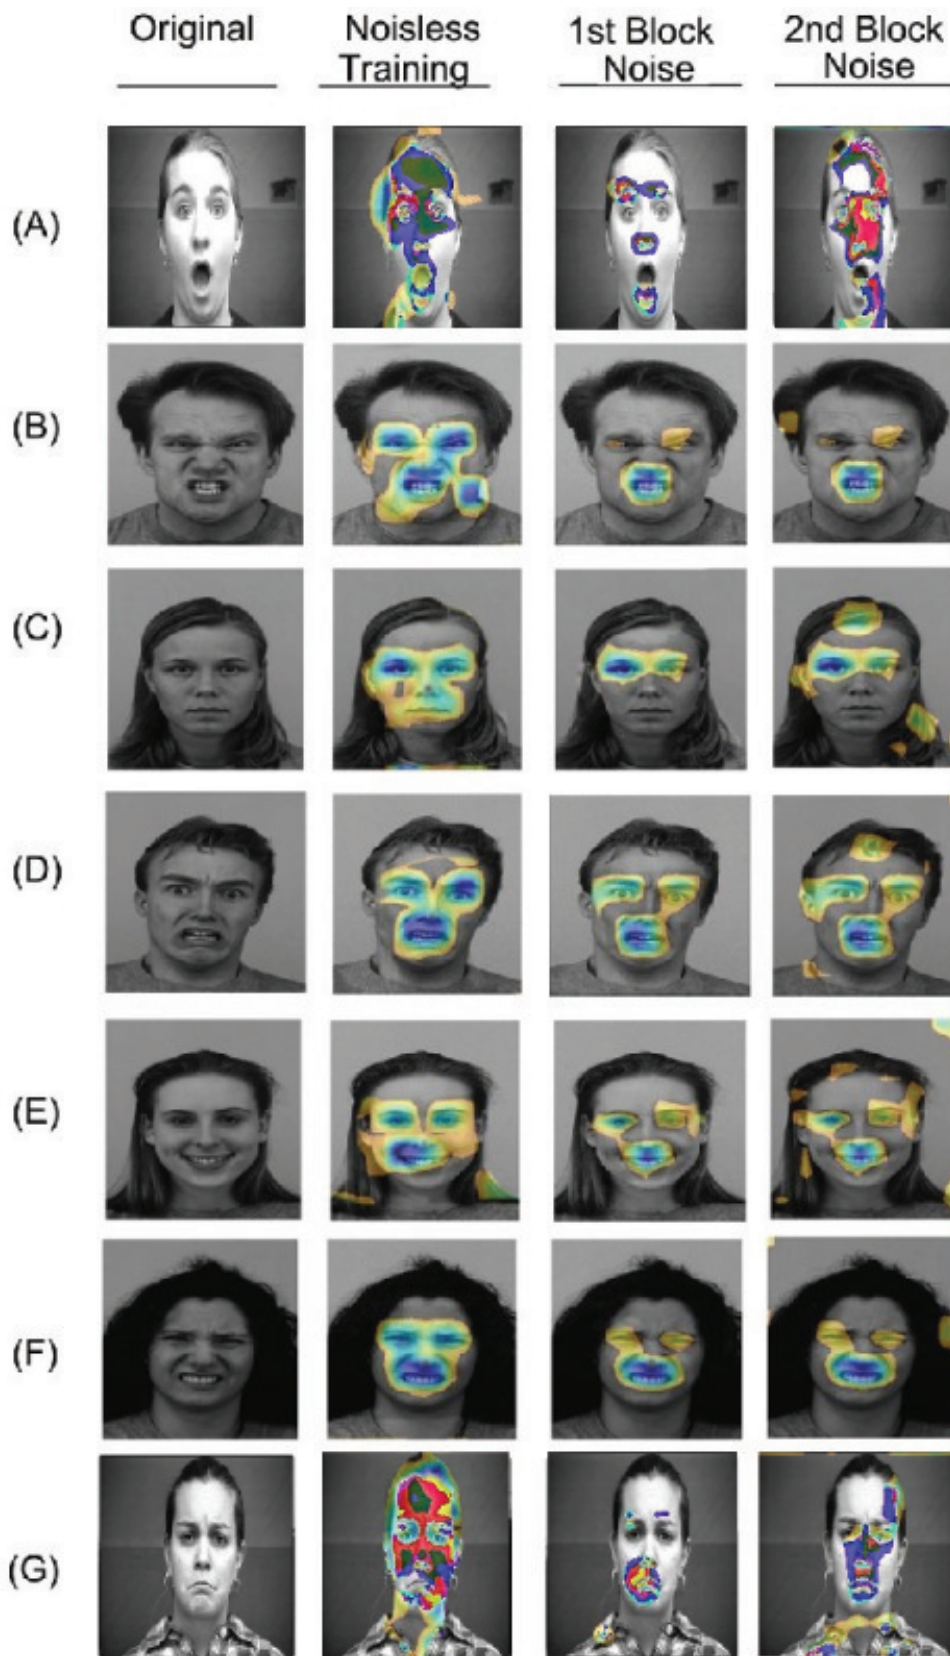 Original
Noisless
Training
1st Block
Noise
2nd Block
Noise
(A)
(B)
(C)
(D)
(E)
(F)
(G)